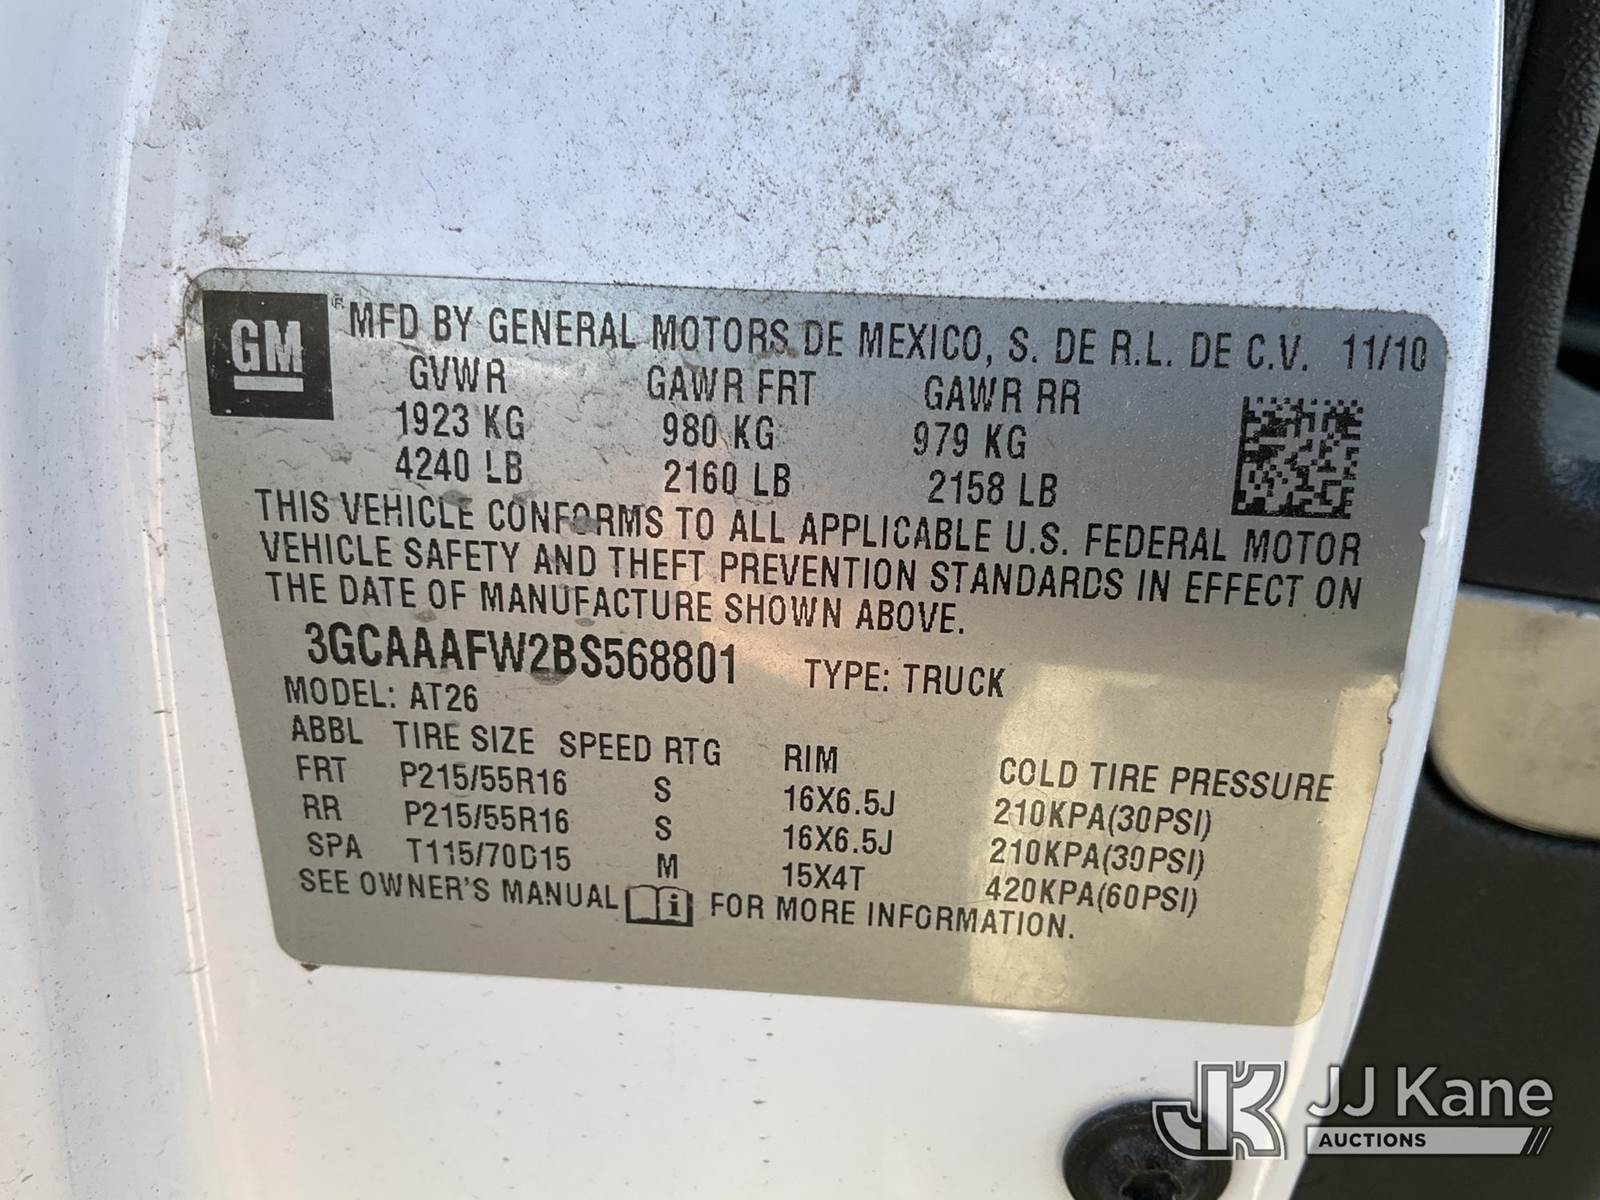 GM ® MFD BY GENERAL MOTORS DE MEXICO, S. DE R.L. DE C.V. 11/10
GVWR GAWR FRT GAWR RR
1923 KG 980 KG 979 KG
4240 LB 2160 LB 2158 LB
THIS VEHICLE CONFORMS TO ALL APPLICABLE U.S. FEDERAL MOTOR
VEHICLE SAFETY AND THEFT PREVENTION STANDARDS IN EFFECT ON
THE DATE OF MANUFACTURE SHOWN ABOVE.
3GCAAAFW2BS568801 TYPE: TRUCK
MODEL: AT26
ABBL TIRE SIZE SPEED RTG RIM COLD TIRE PRESSURE
FRT P215/55R16 S 16X6.5J 210KPA(30PSI)
RR P215/55R16 S 16X6.5J 210KPA(30PSI)
SPA T115/70D15 M 15X4T 420KPA(60PSI)
SEE OWNER'S MANUAL i FOR MORE INFORMATION.
JK JJ Kane
AUCTIONS